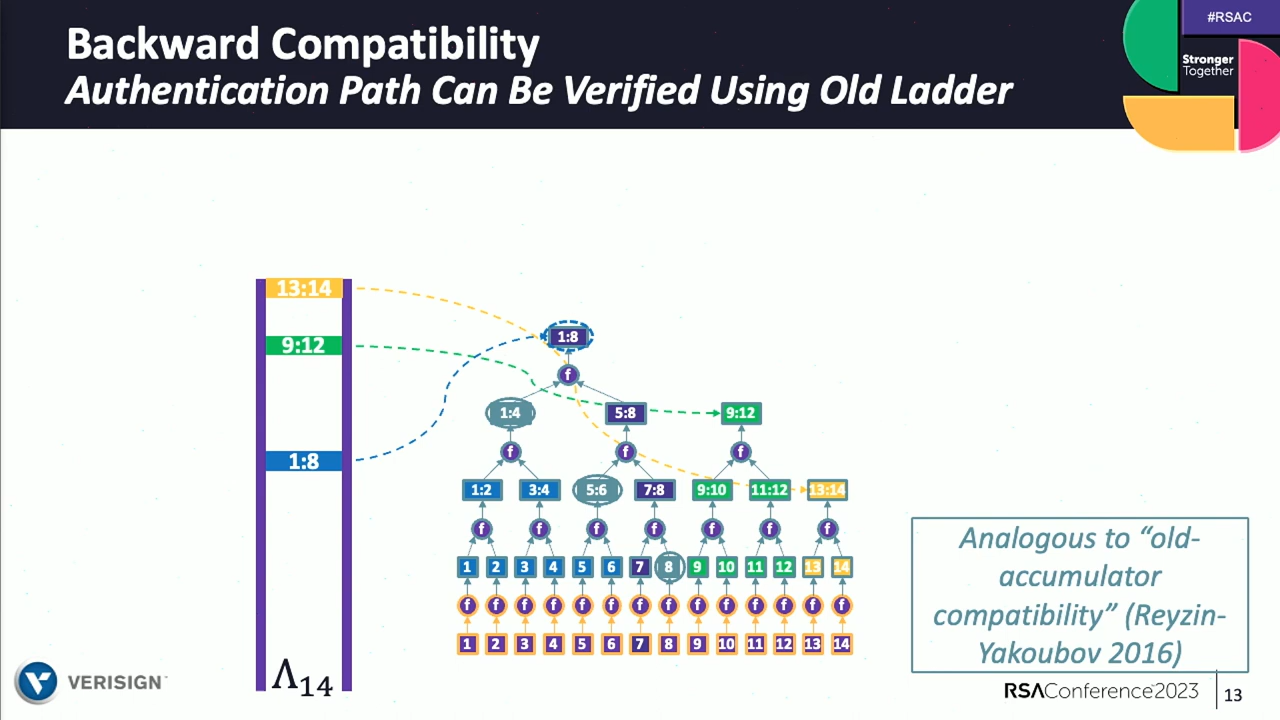 Backward Compatibility
Authentication Path Can Be Verified Using Old Ladder
#RSAC
Stronger
Together
13:14
9:12
1:8
Λ14
1:8
f
1:4
5:8
9:12
f f f
1:2 3:4 5:6 7:8 9:10 11:12 13:14
f f f f f f f
1 2 3 4 5 6 7 8 9 10 11 12 13 14
f f f f f f f f f f f f f f
1 2 3 4 5 6 7 8 9 10 11 12 13 14
Analogous to “old-
accumulator
compatibility” (Reyzin-
Yakoubov 2016)
VERISIGN
RSAConference™2023
13